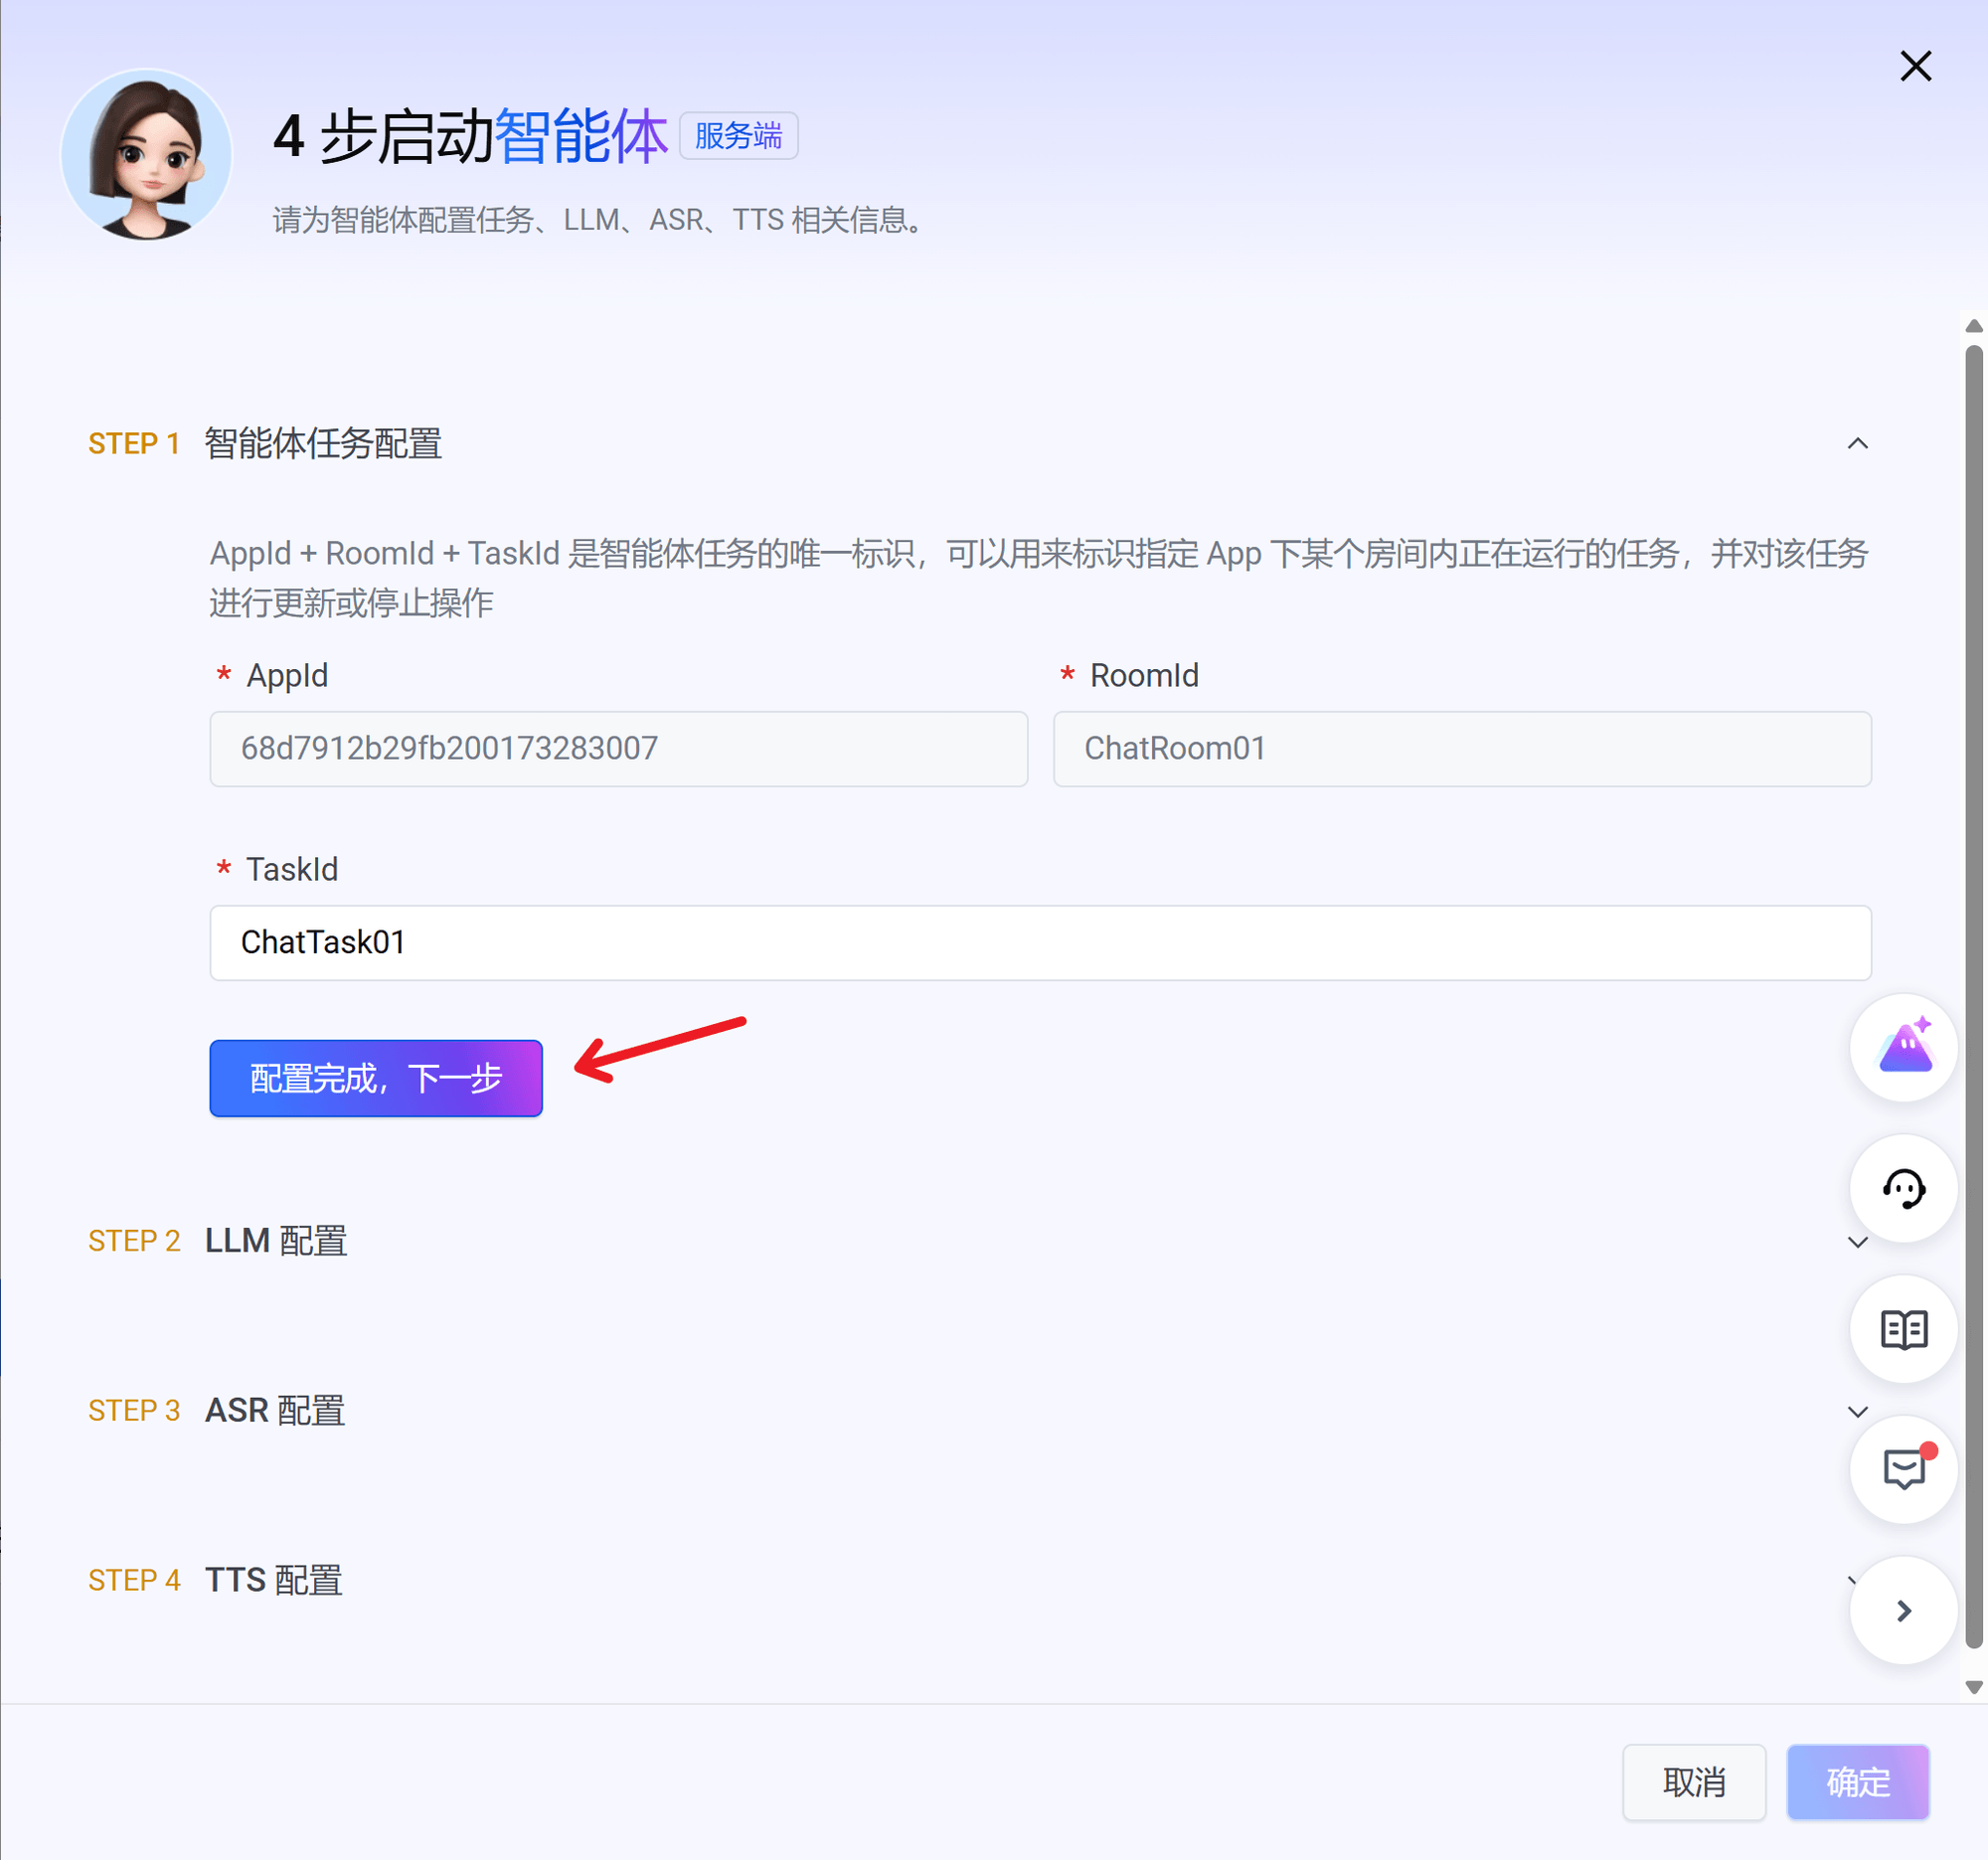 4 步启动智能体 服务端
请为智能体配置任务、LLM、ASR、TTS 相关信息。
STEP 1 智能体任务配置
AppId + RoomId + TaskId 是智能体任务的唯一标识，可以用来标识指定 App 下某个房间内正在运行的任务，并对该任务
进行更新或停止操作
* AppId
* RoomId
68d7912b29fb200173283007
ChatRoom01
* TaskId
ChatTask01
配置完成，下一步
STEP 2 LLM 配置
STEP 3 ASR 配置
STEP 4 TTS 配置
取消
确定